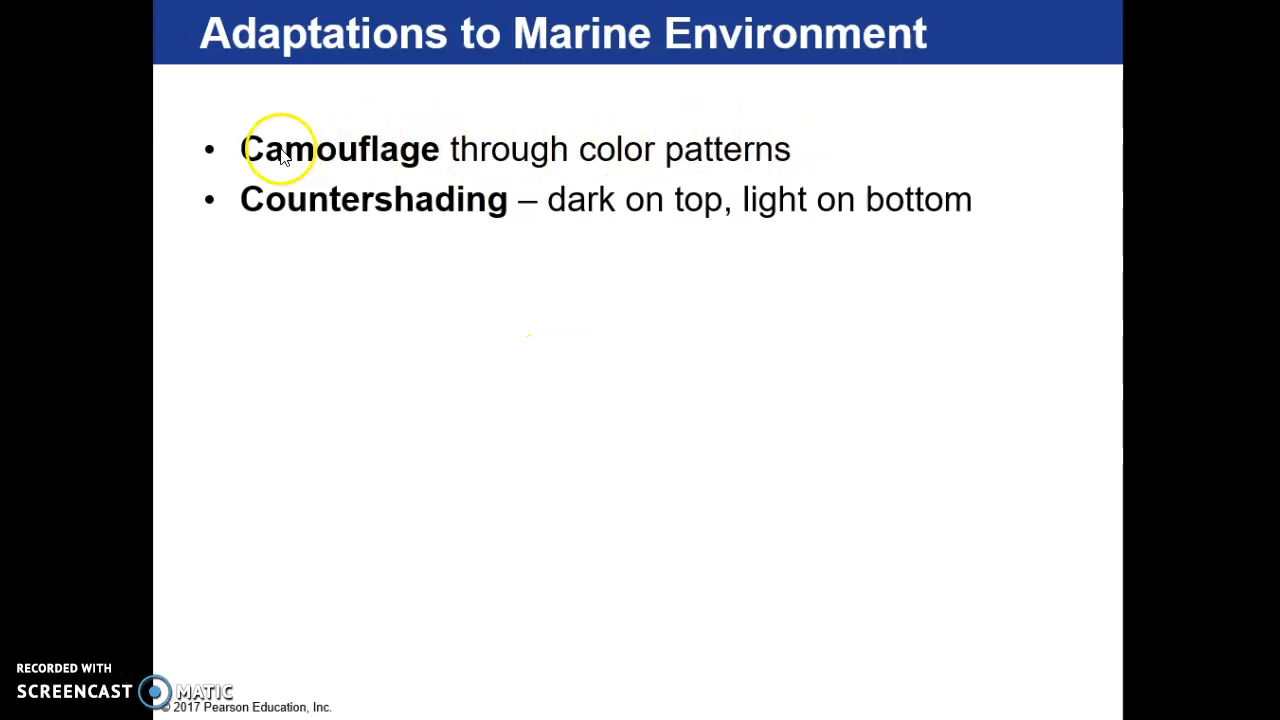 Adaptations to Marine Environment
• Camouflage through color patterns
• Countershading – dark on top, light on bottom
RECORDED WITH
SCREENCAST MATIC
© 2017 Pearson Education, Inc.